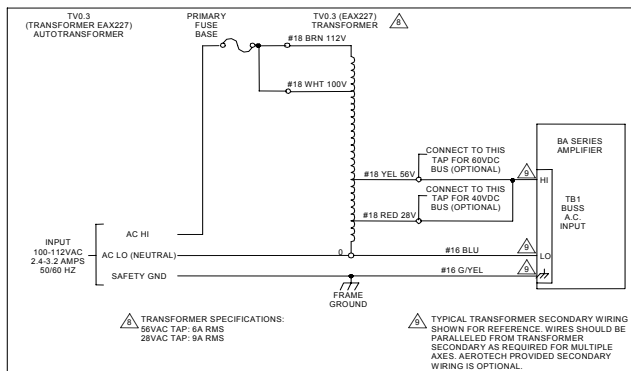 TV0.3
(TRANSFORMER EAX227)
AUTOTRANSFORMER
PRIMARY
FUSE
BASE
TV0.3 (EAX227)
TRANSFORMER
8
#18 BRN 112V
#18 WHT 100V
CONNECT TO THIS
TAP FOR 60VDC
BUS (OPTIONAL)
#18 YEL 56V
CONNECT TO THIS
TAP FOR 40VDC
BUS (OPTIONAL)
#18 RED 28V
BA SERIES
AMPLIFIER
9
HI
TB1
BUSS
A.C.
INPUT
INPUT
100-112VAC
2.4-3.2 AMPS
50/60 HZ
AC HI
AC LO (NEUTRAL)
0
#16 BLU
9
LO
SAFETY GND
#16 G/YEL
9
FRAME
GROUND
8
TRANSFORMER SPECIFICATIONS:
56VAC TAP: 6A RMS
28VAC TAP: 9A RMS
9
TYPICAL TRANSFORMER SECONDARY WIRING
SHOWN FOR REFERENCE. WIRES SHOULD BE
PARALLELED FROM TRANSFORMER
SECONDARY AS REQUIRED FOR MULTIPLE
AXES. AEROTECH PROVIDED SECONDARY
WIRING IS OPTIONAL.